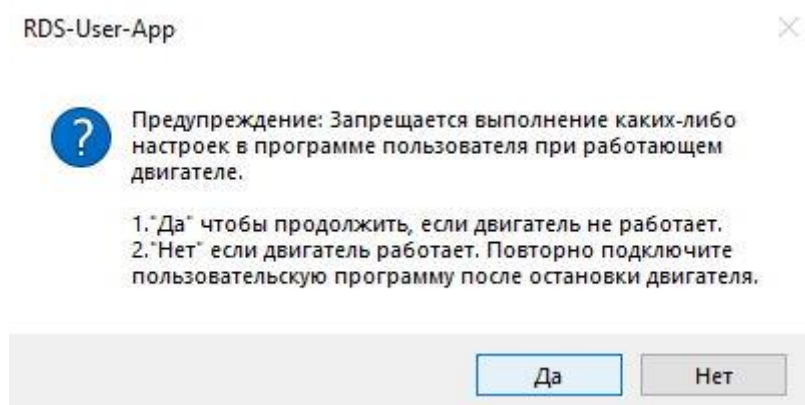 RDS-User-App
Предупреждение: Запрещается выполнение каких-либо
настроек в программе пользователя при работающем
двигателе.
1."Да" чтобы продолжить, если двигатель не работает.
2."Нет" если двигатель работает. Повторно подключите
пользовательскую программу после остановки двигателя.
Да
Нет